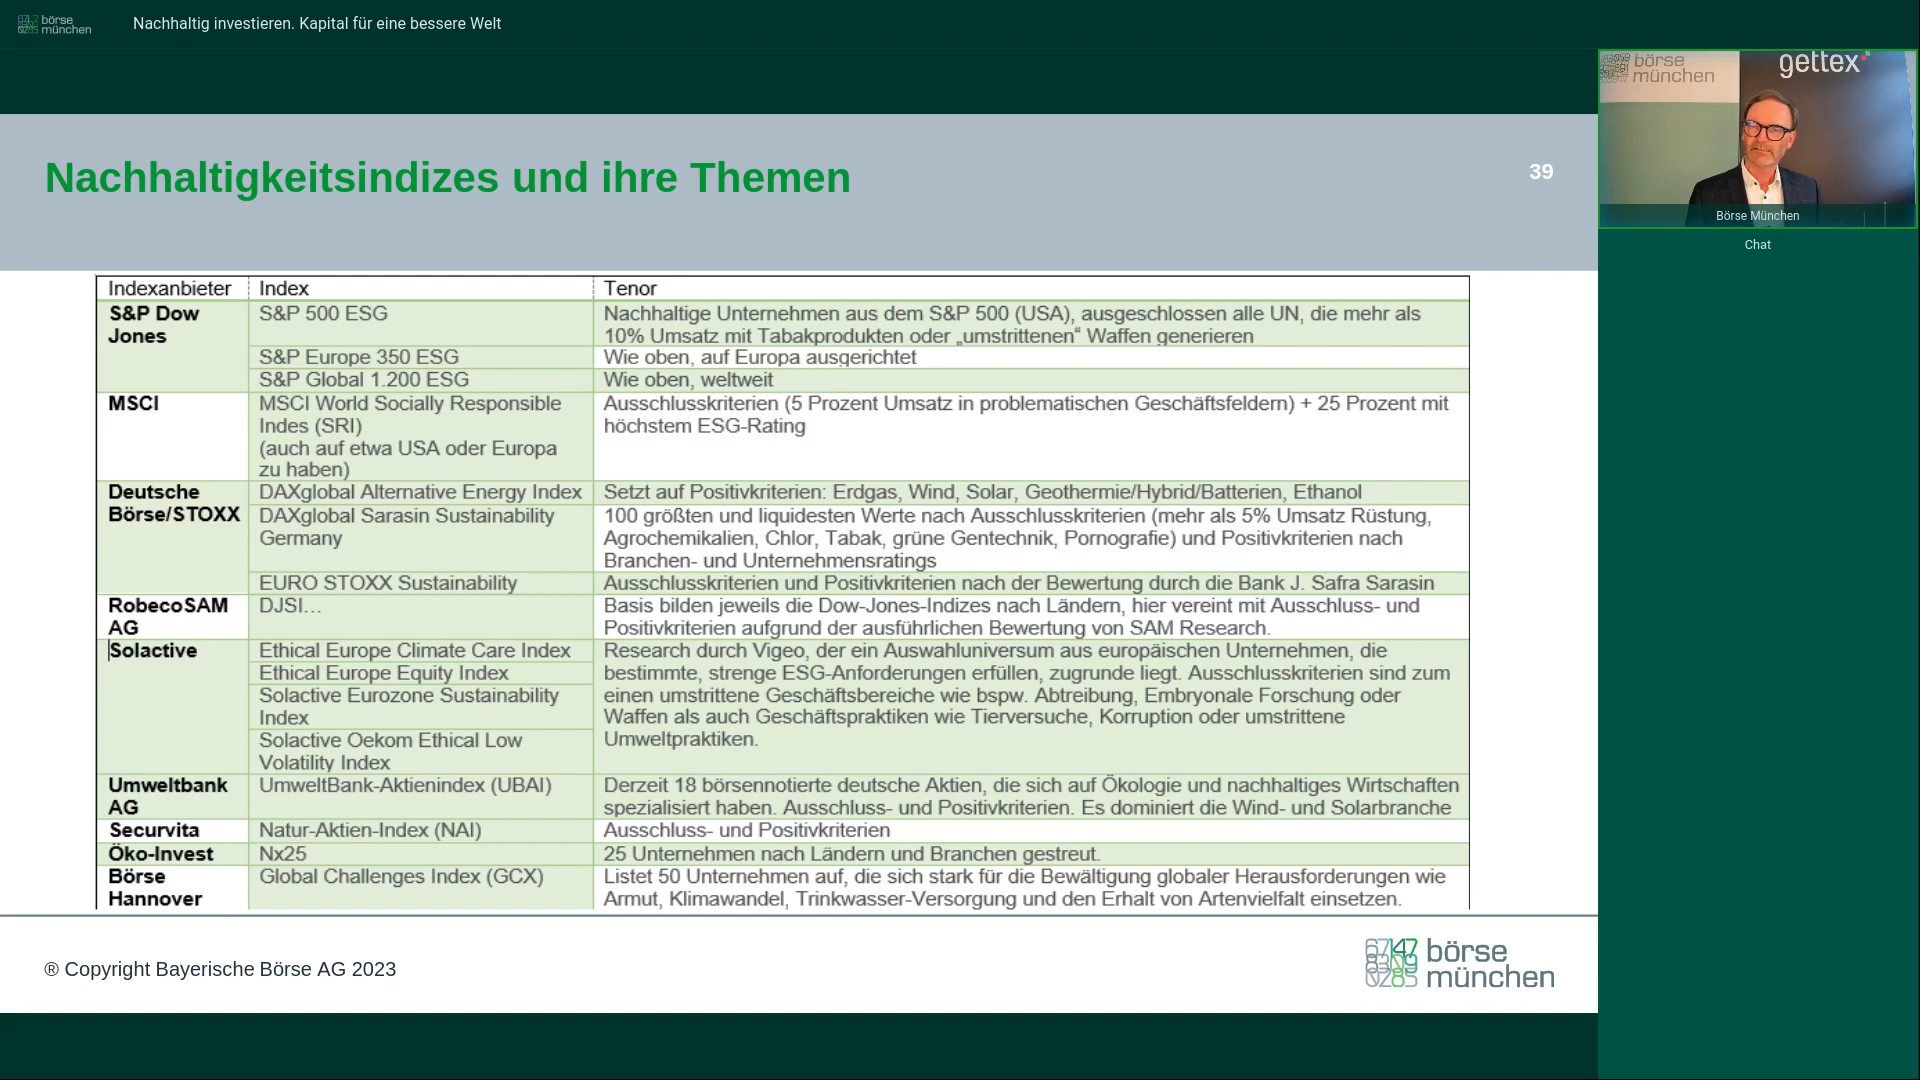 börse
münchen
Nachhaltig investieren. Kapital für eine bessere Welt
Nachhaltigkeitsindizes und ihre Themen
39
Indexanbieter Index Tenor
S&P Dow Jones
S&P 500 ESG
Nachhaltige Unternehmen aus dem S&P 500 (USA), ausgeschlossen alle UN, die mehr als
10% Umsatz mit Tabakprodukten oder „umstrittenen“ Waffen generieren
S&P Europe 350 ESG
Wie oben, auf Europa ausgerichtet
S&P Global 1.200 ESG
Wie oben, weltweit
MSCI
MSCI World Socially Responsible
Indes (SRI)
(auch auf etwa USA oder Europa
zu haben)
Ausschlusskriterien (5 Prozent Umsatz in problematischen Geschäftsfeldern) + 25 Prozent mit
höchstem ESG-Rating
Deutsche
Börse/STOXX
DAXglobal Alternative Energy Index
Setzt auf Positivkriterien: Erdgas, Wind, Solar, Geothermie/Hybrid/Batterien, Ethanol
DAXglobal Sarasin Sustainability
Germany
100 größten und liquidesten Werte nach Ausschlusskriterien (mehr als 5% Umsatz Rüstung,
Agrochemikalien, Chlor, Tabak, grüne Gentechnik, Pornografie) und Positivkriterien nach
Branchen- und Unternehmensratings
EURO STOXX Sustainability
Ausschlusskriterien und Positivkriterien nach der Bewertung durch die Bank J. Safra Sarasin
RobecoSAM
AG
DJSI…
Basis bilden jeweils die Dow-Jones-Indizes nach Ländern, hier vereint mit Ausschluss- und
Positivkriterien aufgrund der ausführlichen Bewertung von SAM Research.
Solactive
Ethical Europe Climate Care Index
Ethical Europe Equity Index
Solactive Eurozone Sustainability
Index
Solactive Oekom Ethical Low
Volatility Index
Research durch Vigeo, der ein Auswahluniversum aus europäischen Unternehmen, die
bestimmte, strenge ESG-Anforderungen erfüllen, zugrunde liegt. Ausschlusskriterien sind zum
einen umstrittene Geschäftsbereiche wie bspw. Abtreibung, Embryonale Forschung oder
Waffen als auch Geschäftspraktiken wie Tierversuche, Korruption oder umstrittene
Umweltpraktiken.
Umweltbank
AG
UmweltBank-Aktienindex (UBAI)
Derzeit 18 börsennotierte deutsche Aktien, die sich auf Ökologie und nachhaltiges Wirtschaften
spezialisiert haben. Ausschluss- und Positivkriterien. Es dominiert die Wind- und Solarbranche
Securvita
Natur-Aktien-Index (NAI)
Ausschluss- und Positivkriterien
Öko-Invest
Nx25
25 Unternehmen nach Ländern und Branchen gestreut.
Börse
Hannover
Global Challenges Index (GCX)
Listet 50 Unternehmen auf, die sich stark für die Bewältigung globaler Herausforderungen wie
Armut, Klimawandel, Trinkwasser-Versorgung und den Erhalt von Artenvielfalt einsetzen.
® Copyright Bayerische Börse AG 2023
börse
münchen
börse
münchen
gettex
Börse München
Chat